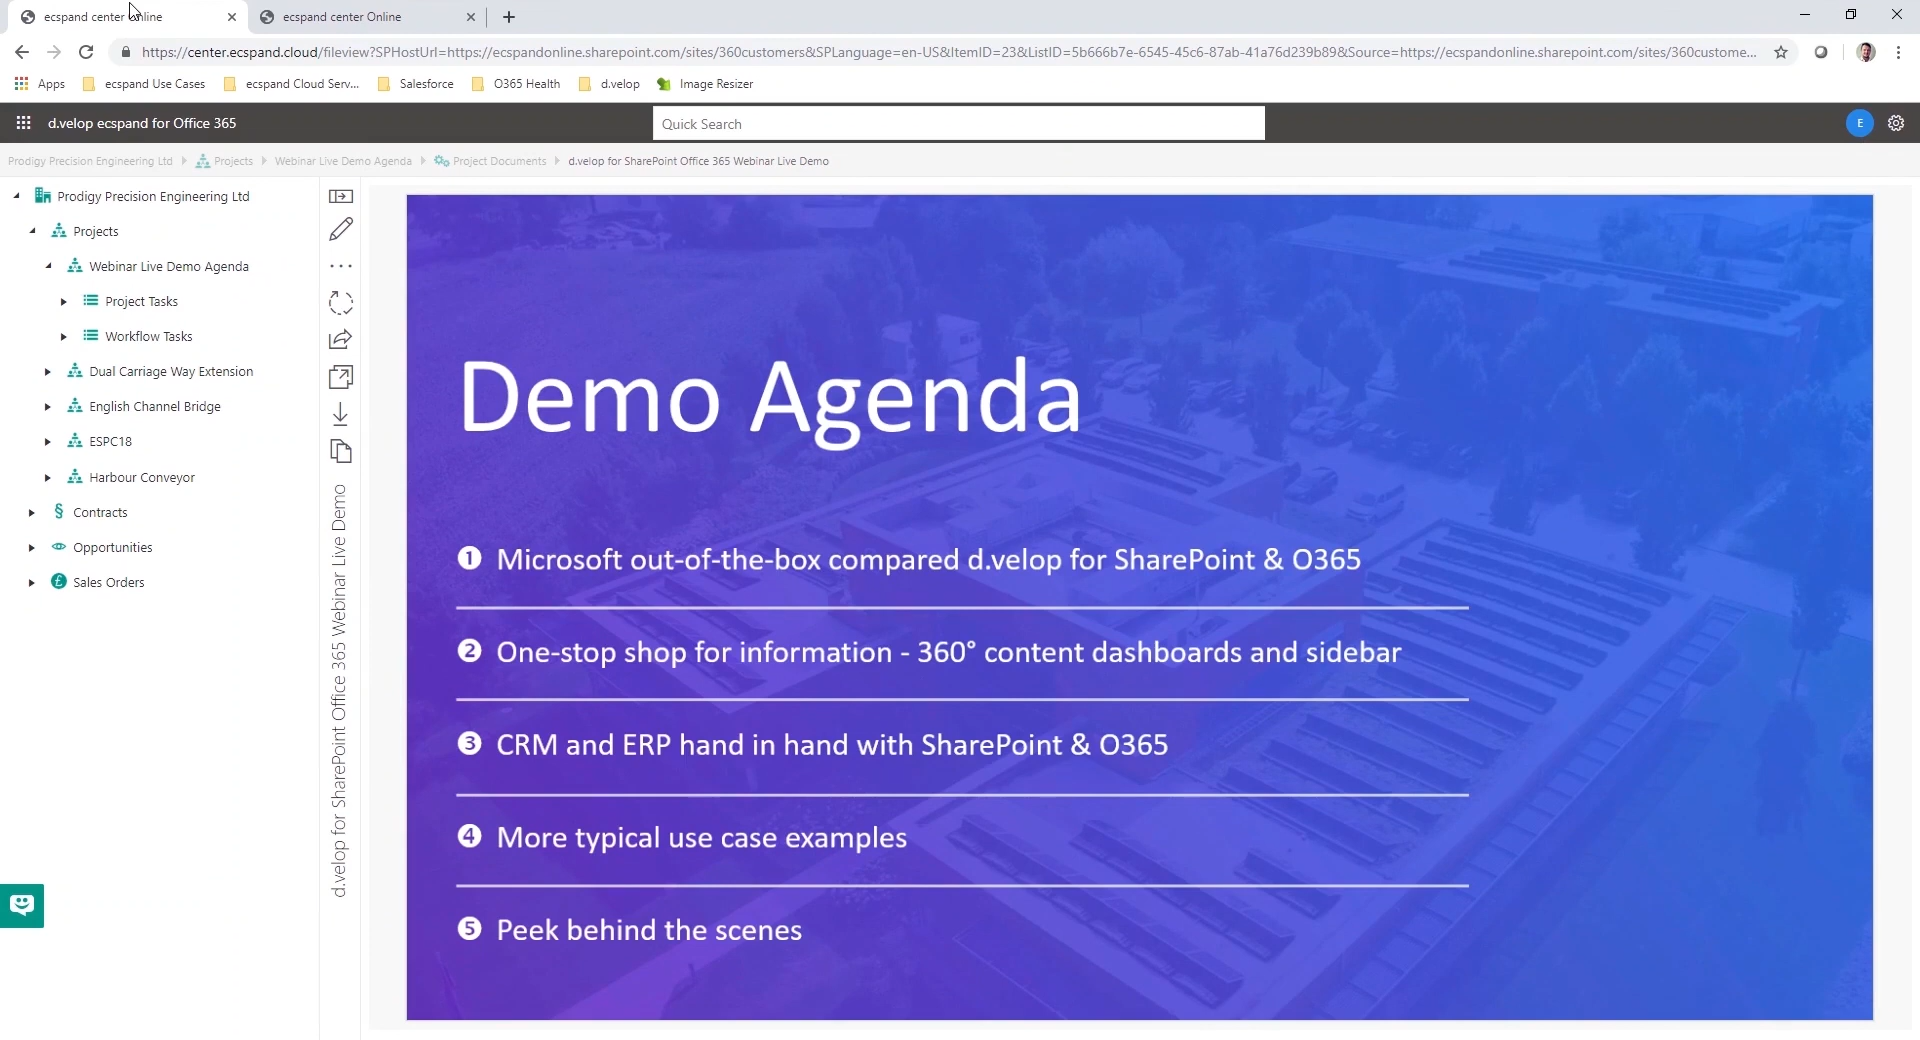 ecspand center Online
ecspand center Online
https://center.ecspand.cloud/fileview?SPHostUrl=https://ecspandonline.sharepoint.com/sites/360customers&SPLanguage=en-US&ItemID=23&ListID=5b666b7e-6545-45c6-87ab-41a76d239b89&Source=https://ecspandonline.sharepoint.com/sites/360custome...
Apps
ecspand Use Cases
ecspand Cloud Serv...
Salesforce
O365 Health
d.velop
Image Resizer
d.velop ecspand for Office 365
Quick Search
E
Prodigy Precision Engineering Ltd
Projects
Webinar Live Demo Agenda
Project Documents
d.velop for SharePoint Office 365 Webinar Live Demo
Prodigy Precision Engineering Ltd
Projects
Webinar Live Demo Agenda
Project Tasks
Workflow Tasks
Dual Carriage Way Extension
English Channel Bridge
ESPC18
Harbour Conveyor
§ Contracts
Opportunities
£ Sales Orders
d.velop for SharePoint Office 365 Webinar Live Demo
Demo Agenda
❶ Microsoft out-of-the-box compared d.velop for SharePoint & O365
❷ One-stop shop for information - 360° content dashboards and sidebar
❸ CRM and ERP hand in hand with SharePoint & O365
❹ More typical use case examples
❺ Peek behind the scenes